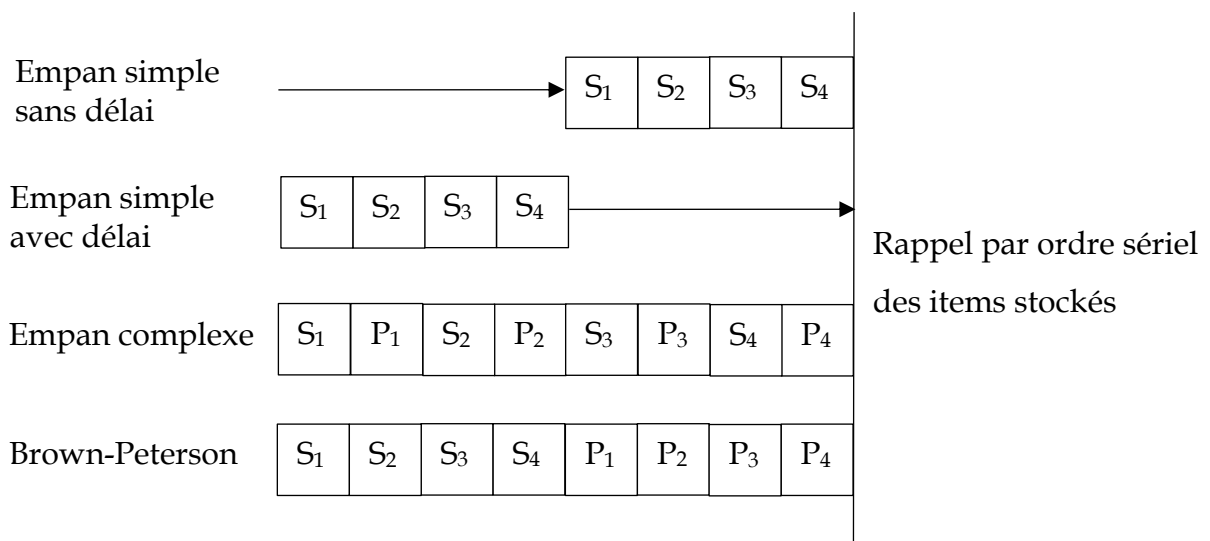 Empan simple
sans délai
S₁ S₂ S₃ S₄
Empan simple
avec délai
S₁ S₂ S₃ S₄
Rappel par ordre sériel
des items stockés
Empan complexe S₁ P₁ S₂ P₂ S₃ P₃ S₄ P₄
Brown-Peterson S₁ S₂ S₃ S₄ P₁ P₂ P₃ P₄